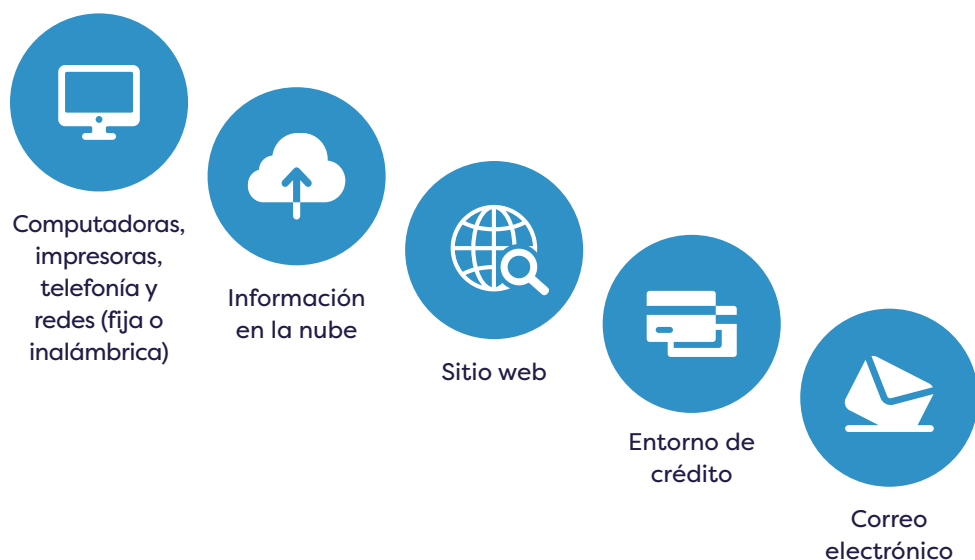 Computadoras,
impresoras,
telefonía y
redes (fija o
inalámbrica)
Información
en la nube
Sitio web
Entorno de
crédito
Correo
electrónico